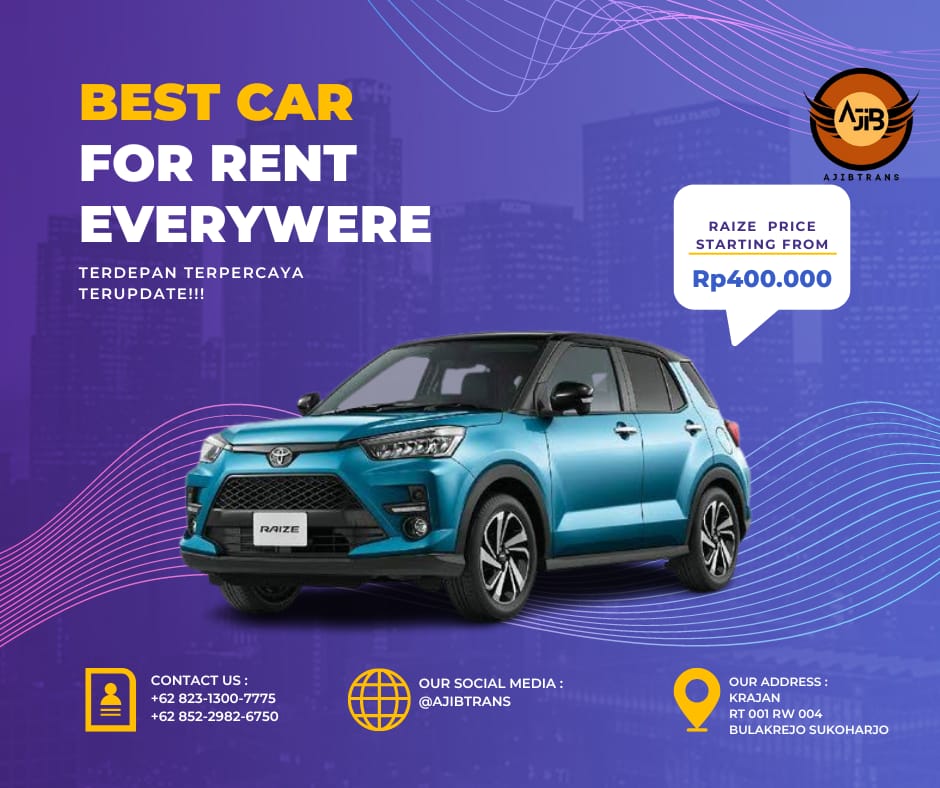 BEST CAR
FOR RENT
EVERYWERE
TERDEPAN TERPERCAYA
TERUPDATE!!!
AJIB
AJIBTRANS
RAIZE PRICE
STARTING FROM
Rp400.000
RAIZE
CONTACT US :
+62 823-1300-7775
+62 852-2982-6750
OUR SOCIAL MEDIA :
@AJIBTRANS
OUR ADDRESS :
KRAJAN
RT 001 RW 004
BULAKREJO SUKOHARJO